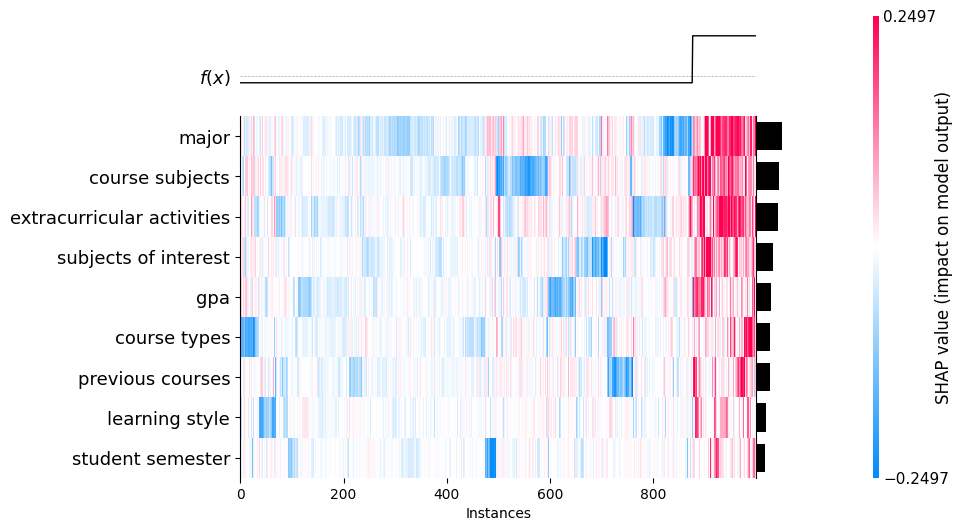 0.2497
f(x)
major
course subjects
extracurricular activities
subjects of interest
gpa
course types
previous courses
learning style
student semester
−0.2497
0 200 400 600 800
Instances
SHAP value (impact on model output)